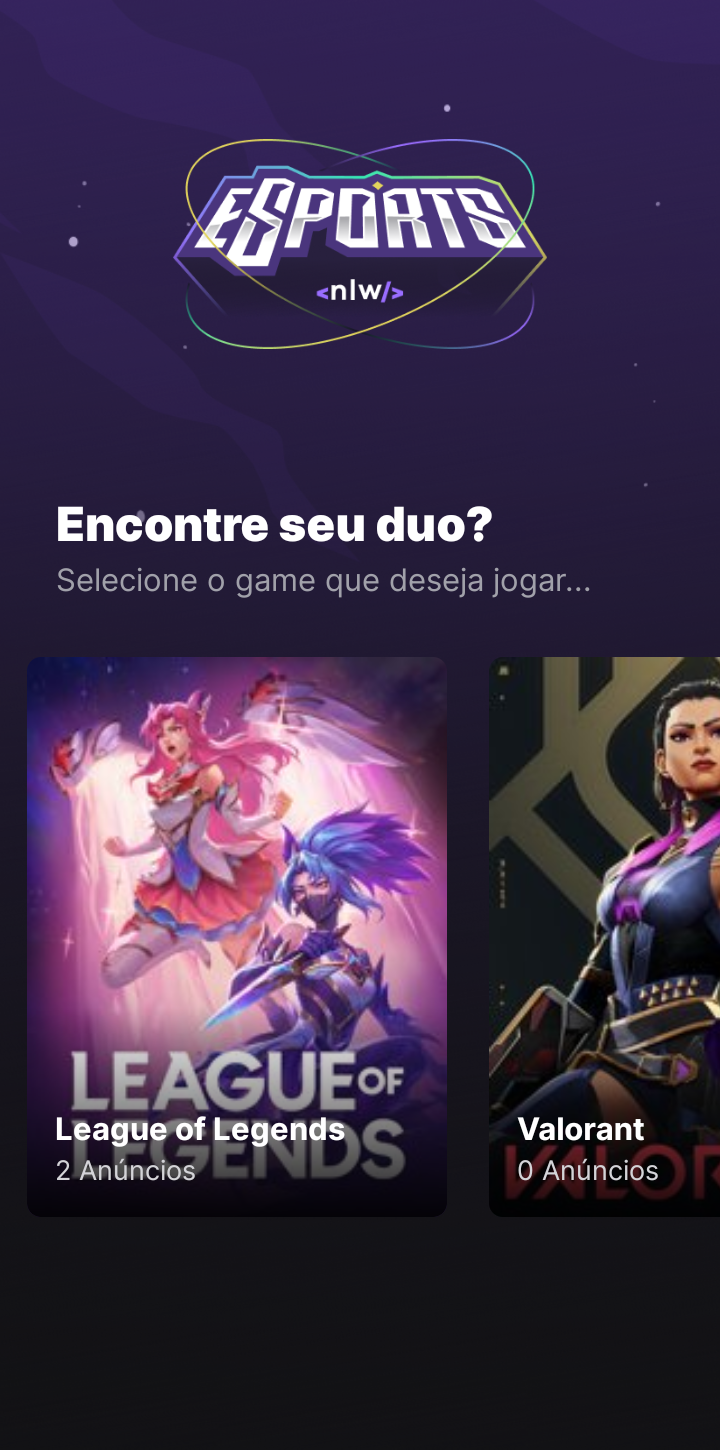 ESPORTS
<nlw/>
Encontre seu duo?
Selecione o game que deseja jogar...
LEAGUE OF
LEGENDS
League of Legends
2 Anúncios
VALOR
Valorant
0 Anúncios